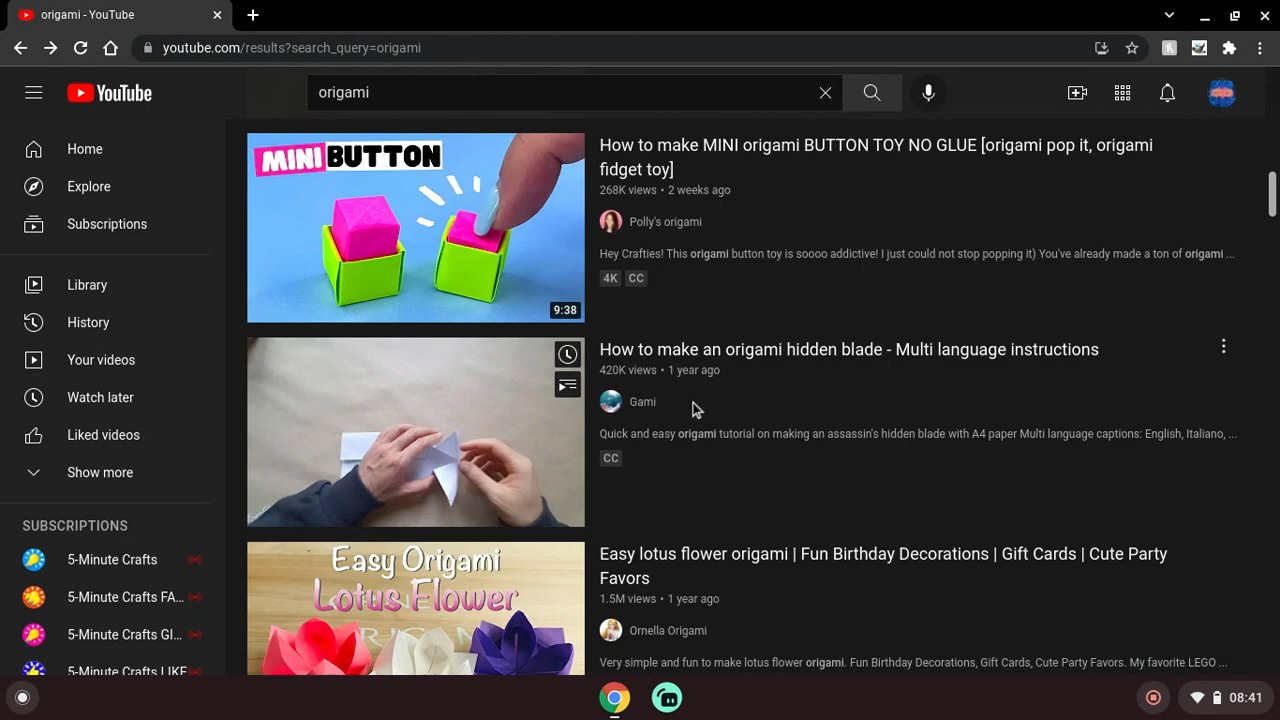 origami - YouTube
youtube.com/results?search_query=origami
YouTube
origami
Home
Explore
Subscriptions
Library
History
Your videos
Watch later
Liked videos
Show more
SUBSCRIPTIONS
5-Minute Crafts
5-Minute Crafts FA...
5-Minute Crafts GI...
5-Minute Crafts LIKE
MINI BUTTON
9:38
How to make MINI origami BUTTON TOY NO GLUE [origami pop it, origami
fidget toy]
268K views • 2 weeks ago
Polly's origami
Hey Crafties! This origami button toy is soooo addictive! I just could not stop popping it) You've already made a ton of origami ...
4K CC
How to make an origami hidden blade - Multi language instructions
420K views • 1 year ago
Gami
Quick and easy origami tutorial on making an assassin's hidden blade with A4 paper Multi language captions: English, Italiano, ...
CC
Easy Origami
Lotus Flower
Easy lotus flower origami | Fun Birthday Decorations | Gift Cards | Cute Party
Favors
1.5M views • 1 year ago
Ornella Origami
Very simple and fun to make lotus flower origami. Fun Birthday Decorations, Gift Cards, Cute Party Favors. My favorite LEGO ...
08:41